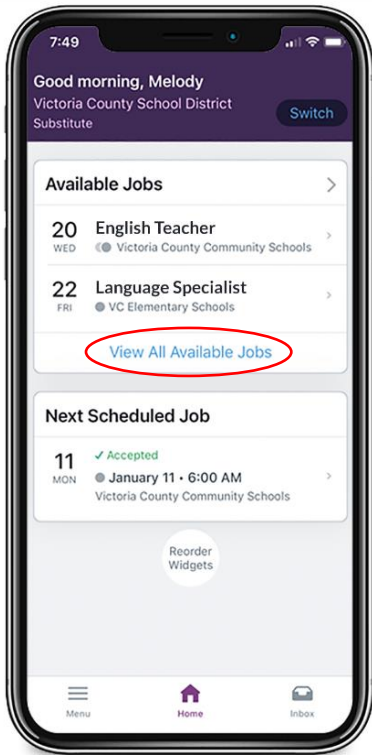 7:49
Good morning, Melody
Victoria County School District
Substitute
Switch
Available Jobs
20 English Teacher
WED Victoria County Community Schools
22 Language Specialist
FRI VC Elementary Schools
View All Available Jobs
Next Scheduled Job
✓ Accepted
11 January 11 • 6:00 AM
MON Victoria County Community Schools
Reorder
Widgets
Menu Home Inbox